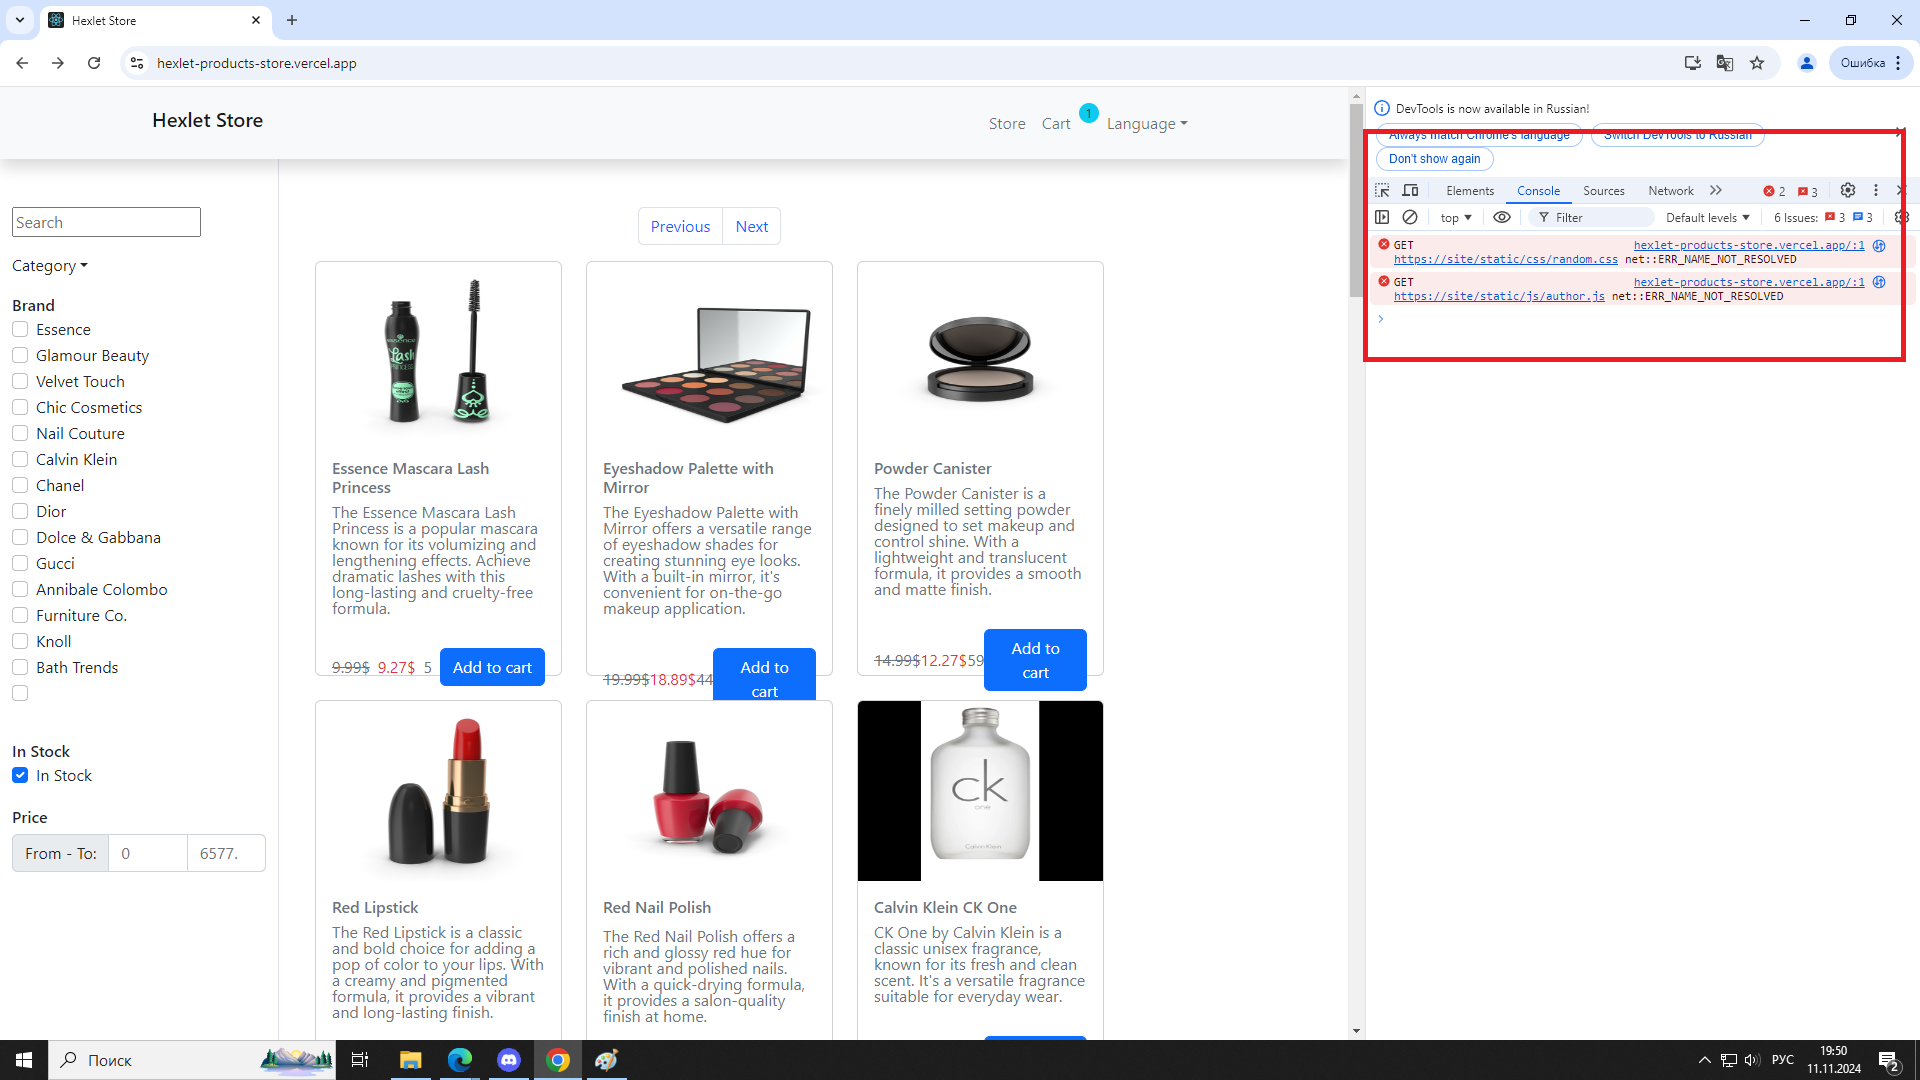 Hexlet Store
hexlet-products-store.vercel.app
Ошибка
Hexlet Store
Store
Cart
1
Language
Search
Category
Brand
Essence
Glamour Beauty
Velvet Touch
Chic Cosmetics
Nail Couture
Calvin Klein
Chanel
Dior
Dolce & Gabbana
Gucci
Annibale Colombo
Furniture Co.
Knoll
Bath Trends
In Stock
In Stock
Price
From - To:
0
6577.
Previous
Next
essence
Lash
PRINCESS
Essence Mascara Lash
Princess
The Essence Mascara Lash
Princess is a popular mascara
known for its volumizing and
lengthening effects. Achieve
dramatic lashes with this
long-lasting and cruelty-free
formula.
9.99$ 9.27$ 5
Add to cart
Eyeshadow Palette with
Mirror
The Eyeshadow Palette with
Mirror offers a versatile range
of eyeshadow shades for
creating stunning eye looks.
With a built-in mirror, it's
convenient for on-the-go
makeup application.
19.99$18.89$44
Add to
cart
Powder Canister
The Powder Canister is a
finely milled setting powder
designed to set makeup and
control shine. With a
lightweight and translucent
formula, it provides a smooth
and matte finish.
14.99$12.27$59
Add to
cart
Red Lipstick
The Red Lipstick is a classic
and bold choice for adding a
pop of color to your lips. With
a creamy and pigmented
formula, it provides a vibrant
and long-lasting finish.
Red Nail Polish
The Red Nail Polish offers a
rich and glossy red hue for
vibrant and polished nails.
With a quick-drying formula,
it provides a salon-quality
finish at home.
ck
one
Calvin Klein
Calvin Klein CK One
CK One by Calvin Klein is a
classic unisex fragrance,
known for its fresh and clean
scent. It's a versatile fragrance
suitable for everyday wear.
DevTools is now available in Russian!
Always match Chrome's language
Switch DevTools to Russian
Don't show again
Elements
Console
Sources
Network
2
3
top
Filter
Default levels
6 Issues:
3
3
GET hexlet-products-store.vercel.app/:1
https://site/static/css/random.css net::ERR_NAME_NOT_RESOLVED
GET hexlet-products-store.vercel.app/:1
https://site/static/js/author.js net::ERR_NAME_NOT_RESOLVED
Поиск
РУС
19:50
11.11.2024
2